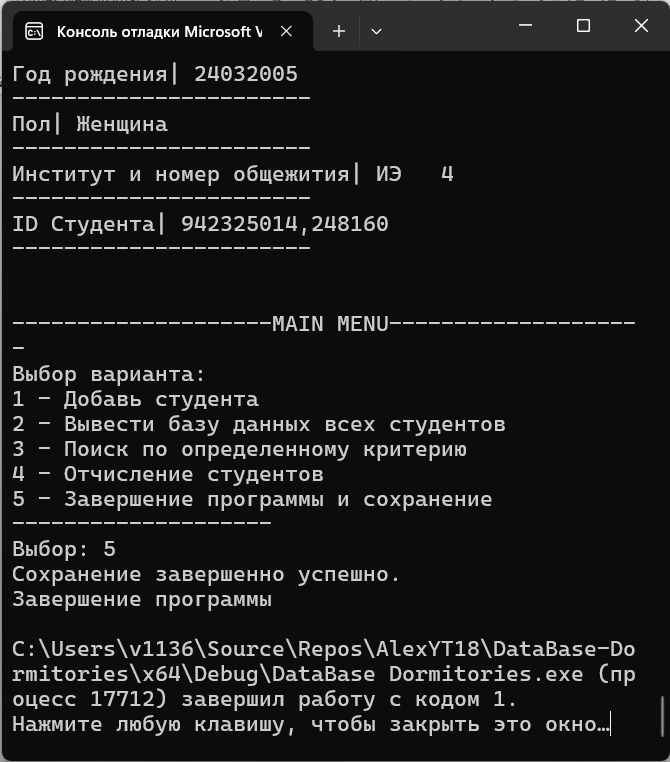 Консоль отладки Microsoft V
Год рождения| 24032005
-----------------------
Пол| Женщина
-----------------------
Институт и номер общежития| ИЭ   4
-----------------------
ID Студента| 942325014,248160
-----------------------
--------------------MAIN MENU-------------------
-
Выбор варианта:
1 - Добавь студента
2 - Вывести базу данных всех студентов
3 - Поиск по определенному критерию
4 - Отчисление студентов
5 - Завершение программы и сохранение
--------------------
Выбор: 5
Сохранение завершенно успешно.
Завершение программы
C:\Users\v1136\Source\Repos\AlexYT18\DataBase-Do
rmitories\x64\Debug\DataBase Dormitories.exe (пр
оцесс 17712) завершил работу с кодом 1.
Нажмите любую клавишу, чтобы закрыть это окно…